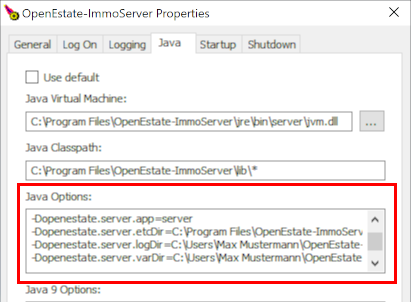 OpenEstate-ImmoServer Properties
General Log On Logging Java Startup Shutdown
Use default
Java Virtual Machine:
C:\Program Files\OpenEstate-ImmoServer\jre\bin\server\jvm.dll ...
Java Classpath:
C:\Program Files\OpenEstate-ImmoServer\lib\*
Java Options:
-Dopenestate.server.app=server
-Dopenestate.server.etcDir=C:\Program Files\OpenEstate-ImmoServ
-Dopenestate.server.logDir=C:\Users\Max Mustermann\OpenEstate-
-Dopenestate.server.varDir=C:\Users\Max Mustermann\OpenEstate
Java 9 Options: